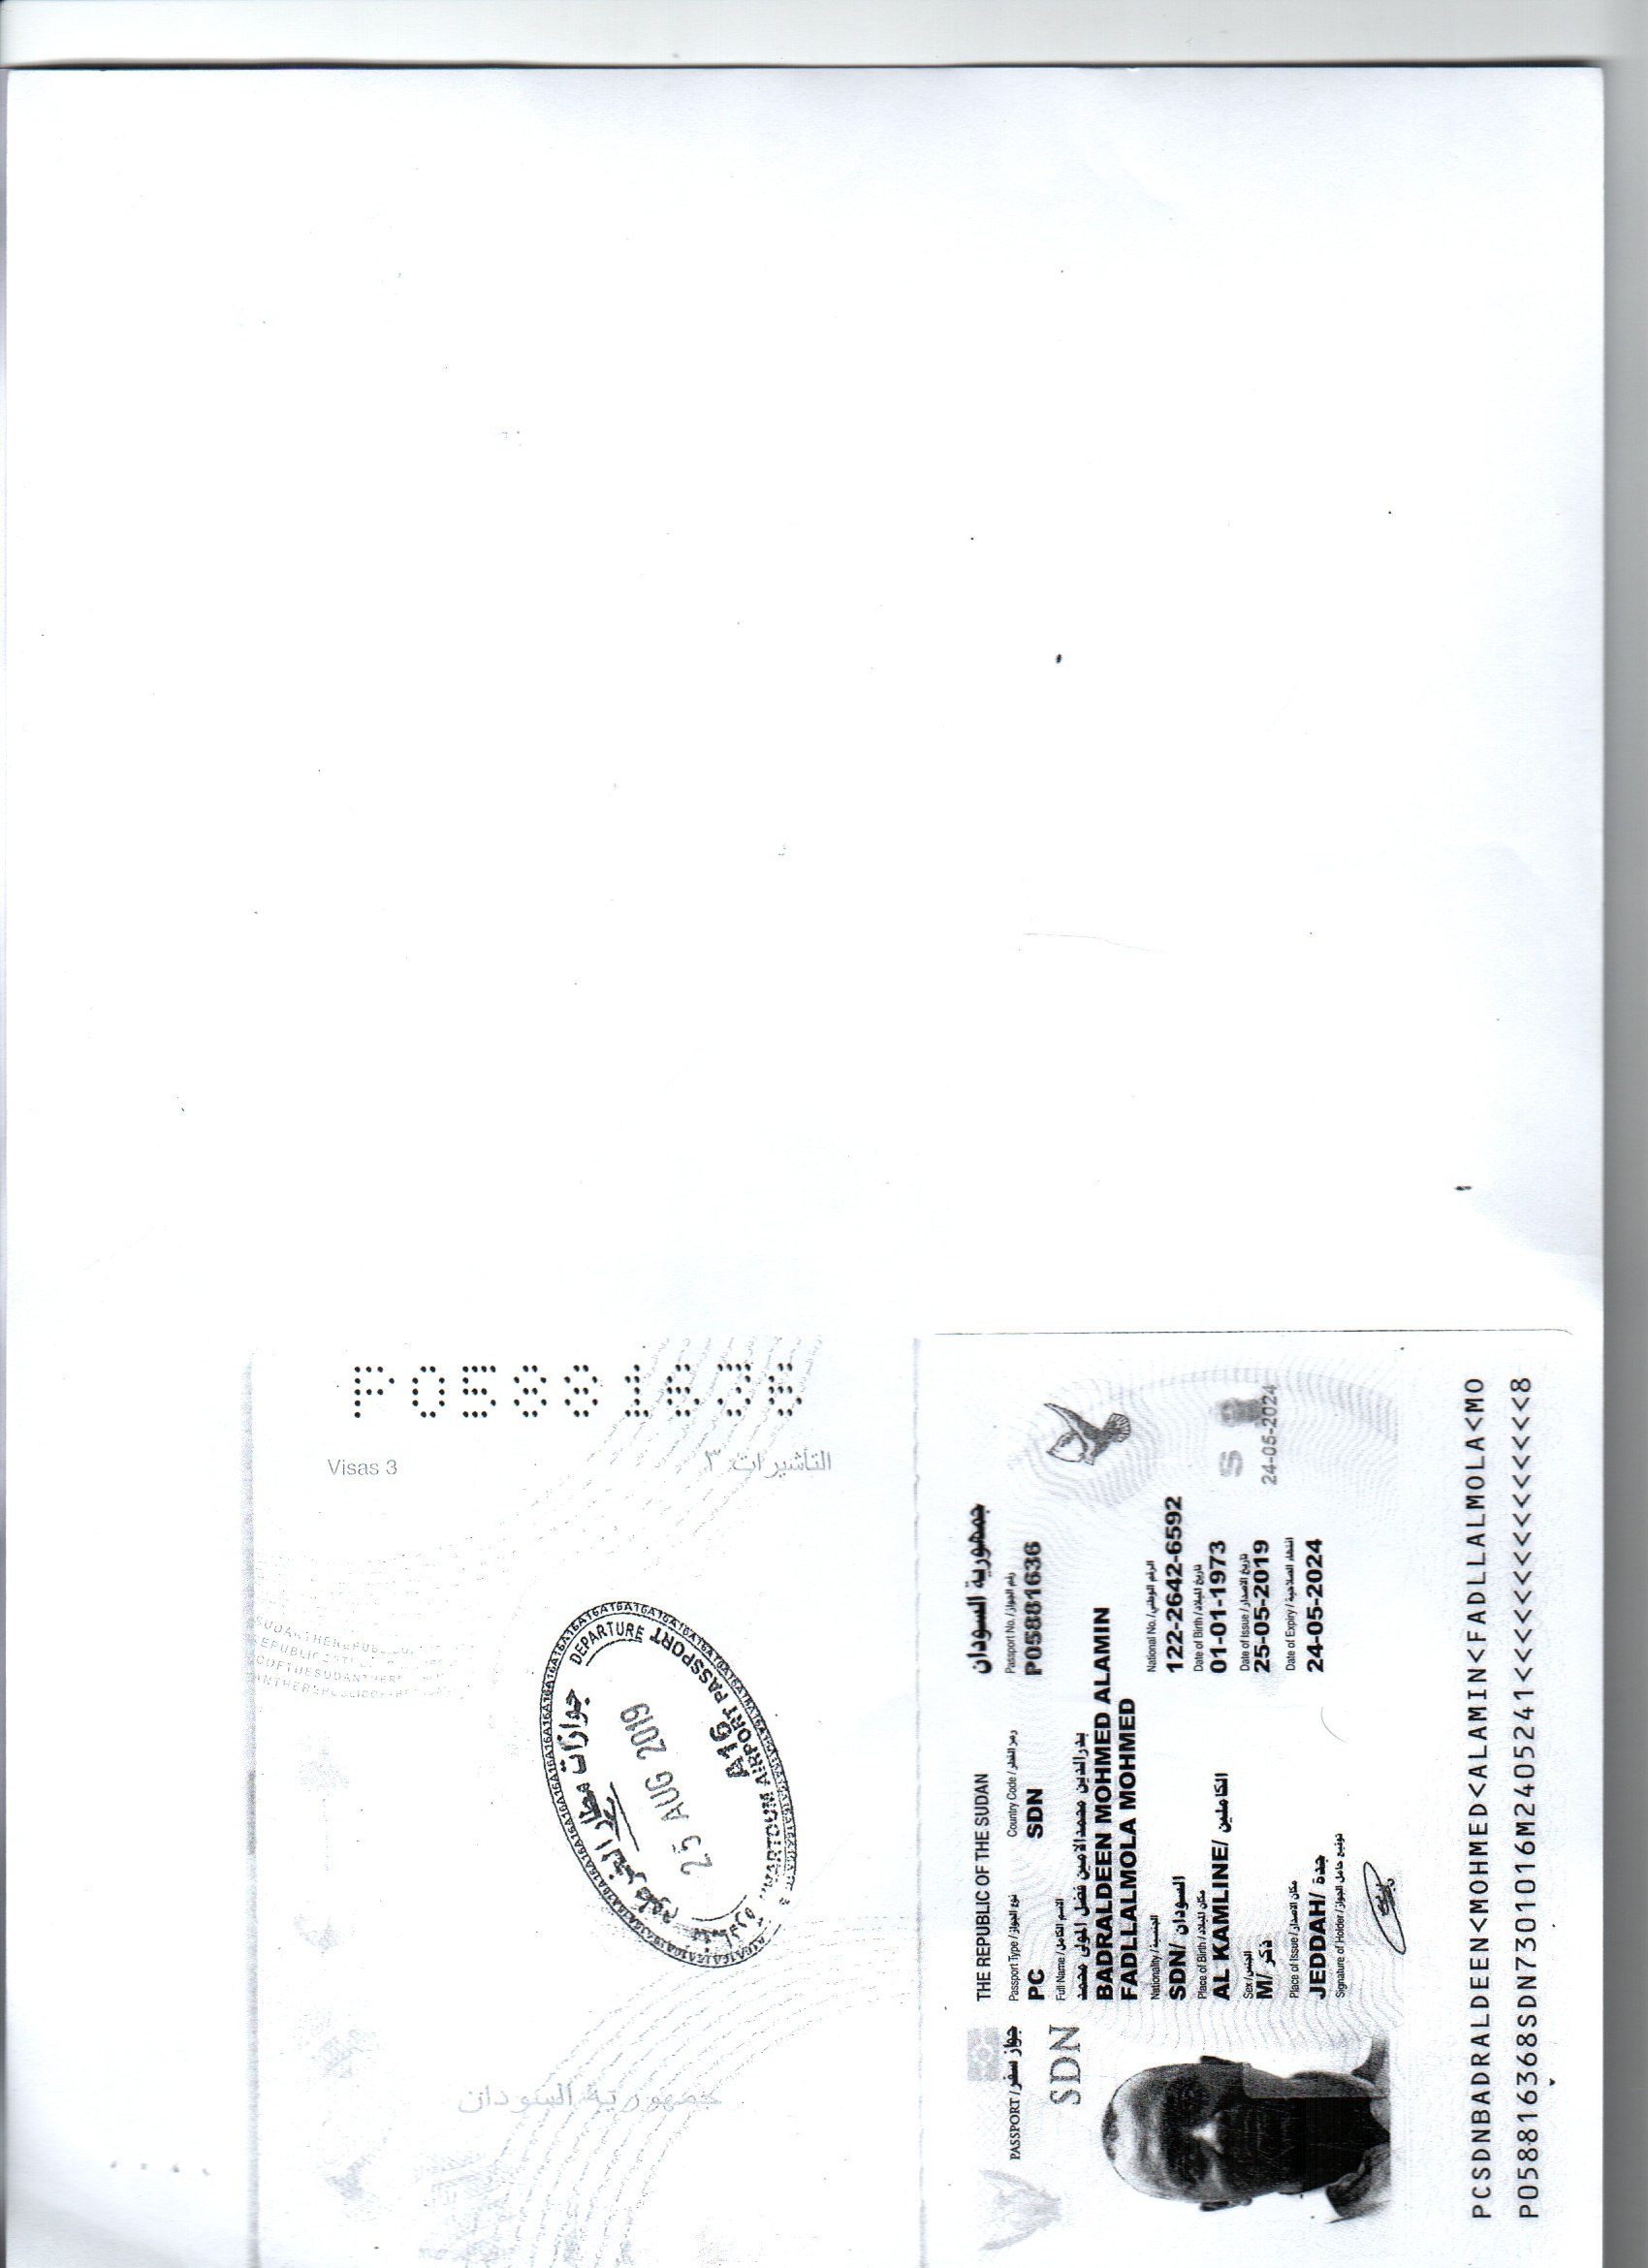 P05881636
Visas 3
التأشيرات ٣
جوازات مطار الخرطوم
DEPARTURE
25 AUG 2019
A16
KHARTOUM AIRPORT PASSPORT
جمهورية السودان
PASSPORT / جواز سفر
SDN
THE REPUBLIC OF THE SUDAN
جمهورية السودان
Passport Type / نوع الجواز
Country Code / رمز القطر
Passport No. / رقم الجواز
PC
SDN
P05881636
Full Name / الاسم الكامل
بدرالدين محمدالامين فضل المولى محمد
BADRALDEEN MOHMED ALAMIN
FADLLALMOLA MOHMED
Nationality / الجنسية
National No. / الرقم الوطني
SDN/ السودان
122-2642-6592
Place of Birth / مكان الميلاد
Date of Birth / تاريخ الميلاد
AL KAMLINE/ الكاملين
01-01-1973
Sex / الجنس
Date of Issue / تاريخ الاصدار
M/ ذكر
25-05-2019
24-05-2024
Place of Issue / مكان الاصدار
Date of Expiry / انتهاء الصلاحية
JEDDAH/ جدة
24-05-2024
Signature of Holder / توقيع حامل الجواز
PCSDNBADRALDEEN<MOHMED<ALAMIN<FADLLALMOLA<MO
P058816368SDN7301016M2405241<<<<<<<<<<<<<<<8